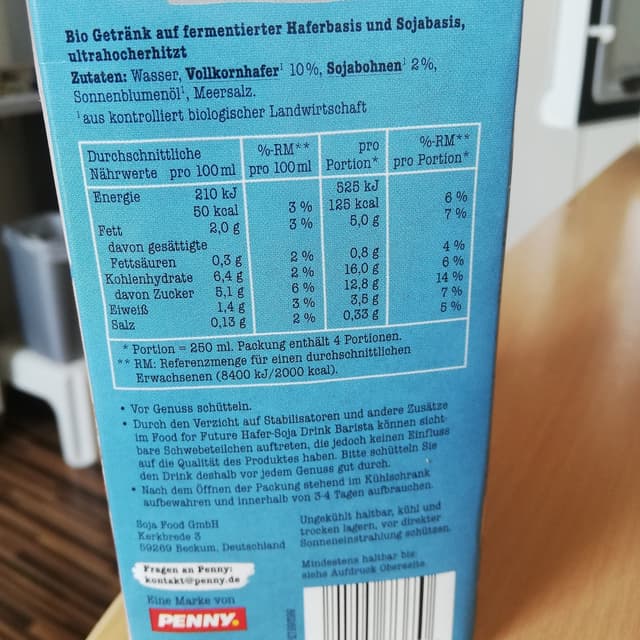 Bio Getränk auf fermentierter Haferbasis und Sojabasis,
ultrahocherhitzt
Zutaten: Wasser, Vollkornhafer¹ 10%, Sojabohnen¹ 2%,
Sonnenblumenöl¹, Meersalz.
¹aus kontrolliert biologischer Landwirtschaft
Durchschnittliche %-RM** pro %-RM**
Nährwerte pro 100 ml pro 100 ml Portion* pro Portion*
Energie 210 kJ 525 kJ
50 kcal 3 % 125 kcal 6 %
Fett 2,0 g 3 % 5,0 g 7 %
davon gesättigte
Fettsäuren 0,3 g 2 % 0,8 g 4 %
Kohlenhydrate 6,4 g 2 % 16,0 g 6 %
davon Zucker 5,1 g 6 % 12,8 g 14 %
Eiweiß 1,4 g 3 % 3,5 g 7 %
Salz 0,13 g 2 % 0,33 g 5 %
* Portion = 250 ml. Packung enthält 4 Portionen.
** RM: Referenzmenge für einen durchschnittlichen
Erwachsenen (8400 kJ/2000 kcal).
• Vor Genuss schütteln.
• Durch den Verzicht auf Stabilisatoren und andere Zusätze
im Food for Future Hafer-Soja Drink Barista können sicht-
bare Schwebeteilchen auftreten, die jedoch keinen Einfluss
auf die Qualität des Produktes haben. Bitte schütteln Sie
den Drink deshalb vor jedem Genuss gut durch.
• Nach dem Öffnen der Packung stehend im Kühlschrank
aufbewahren und innerhalb von 3-4 Tagen aufbrauchen.
Soja Food GmbH
Kerkbrede 3
59269 Beckum, Deutschland
Fragen an Penny:
kontakt@penny.de
Eine Marke von
PENNY.
Ungekühlt haltbar, kühl und
trocken lagern, vor direkter
Sonneneinstrahlung schützen.
Mindestens haltbar bis:
siehe Aufdruck Oberseite.